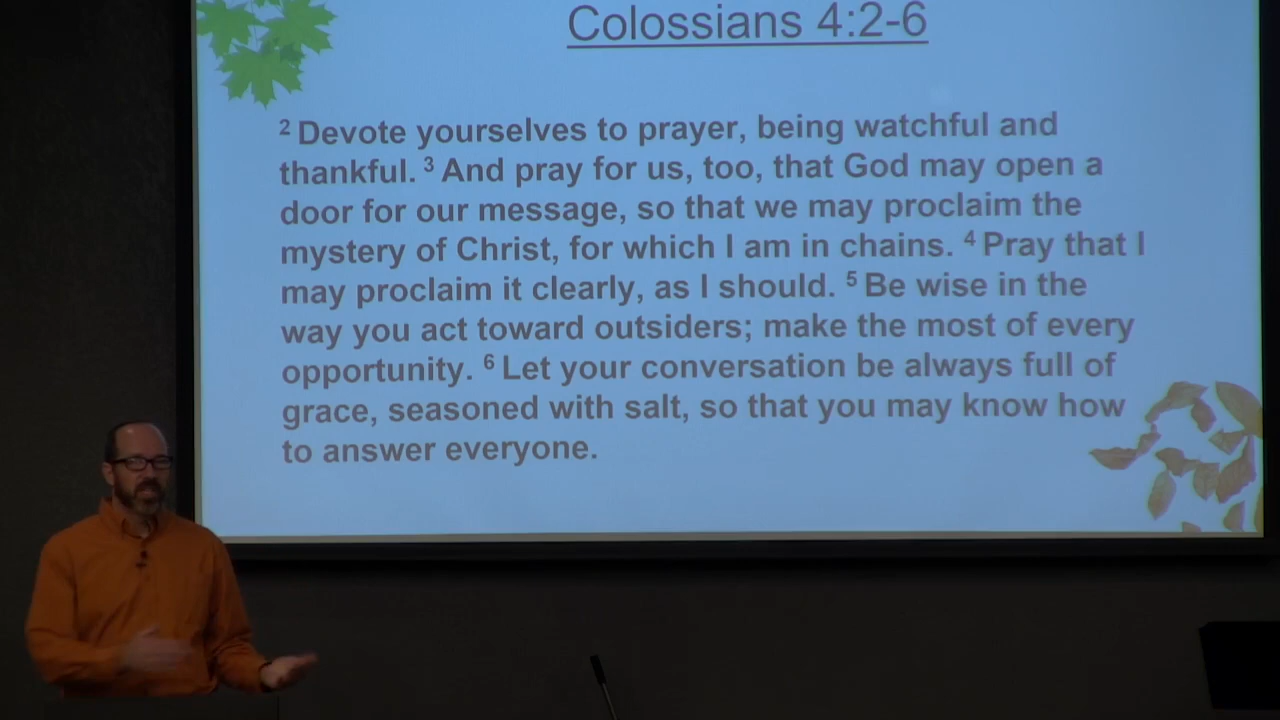 Colossians 4:2-6
2 Devote yourselves to prayer, being watchful and
thankful. 3 And pray for us, too, that God may open a
door for our message, so that we may proclaim the
mystery of Christ, for which I am in chains. 4 Pray that I
may proclaim it clearly, as I should. 5 Be wise in the
way you act toward outsiders; make the most of every
opportunity. 6 Let your conversation be always full of
grace, seasoned with salt, so that you may know how
to answer everyone.